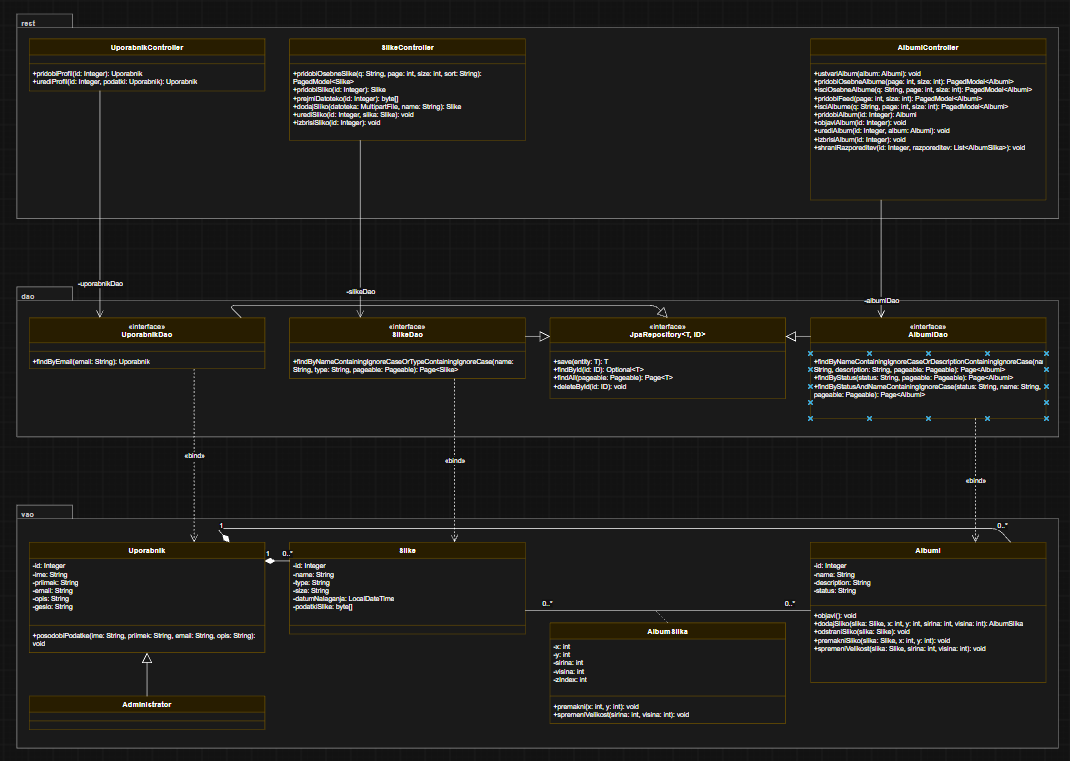 rest
UporabnikController
+pridobiProfil(id: Integer): Uporabnik
+urediProfil(id: Integer, podatki: Uporabnik): Uporabnik
SlikeController
+pridobiOsebneSlike(q: String, page: int, size: int, sort: String):
PagedModel<Slike>
+pridobiSliko(id: Integer): Slike
+prejmiDatoteko(id: Integer): byte[]
+dodajSliko(datoteka: MultipartFile, name: String): Slike
+urediSliko(id: Integer, slika: Slike): void
+izbrisiSliko(id: Integer): void
AlbumiController
+ustvariAlbum(album: Albumi): void
+pridobiOsebneAlbume(page: int, size: int): PagedModel<Albumi>
+isciOsebneAlbume(q: String, page: int, size: int): PagedModel<Albumi>
+pridobiFeed(page: int, size: int): PagedModel<Albumi>
+isciAlbume(q: String, page: int, size: int): PagedModel<Albumi>
+pridobiAlbum(id: Integer): Albumi
+objaviAlbum(id: Integer): void
+urediAlbum(id: Integer, album: Albumi): void
+izbrisiAlbum(id: Integer): void
+shraniRazporeditev(id: Integer, razporeditev: List<AlbumSlika>): void
-uporabnikDao
-slikeDao
-albumiDao
dao
«interface»
UporabnikDao
+findByEmail(email: String): Uporabnik
«interface»
SlikeDao
+findByNameContainingIgnoreCaseOrTypeContainingIgnoreCase(name:
String, type: String, pageable: Pageable): Page<Slike>
«interface»
JpaRepository<T, ID>
+save(entity: T): T
+findById(id: ID): Optional<T>
+findAll(pageable: Pageable): Page<T>
+deleteById(id: ID): void
«interface»
AlbumiDao
+findByNameContainingIgnoreCaseOrDescriptionContainingIgnoreCase(na
String, description: String, pageable: Pageable): Page<Albumi>
+findByStatus(status: String, pageable: Pageable): Page<Albumi>
+findByStatusAndNameContainingIgnoreCase(status: String, name: String,
pageable: Pageable): Page<Albumi>
«bind»
«bind»
«bind»
vao
1
0..*
Uporabnik
-id: Integer
-ime: String
-priimek: String
-email: String
-opis: String
-geslo: String
+posodobiPodatke(ime: String, priimek: String, email: String, opis: String):
void
1
0..*
Slike
-id: Integer
-name: String
-type: String
-size: String
-datumNalaganja: LocalDateTime
-podatkiSlike: byte[]
0..*
0..*
Albumi
-id: Integer
-name: String
-description: String
-status: String
+objavi(): void
+dodajSliko(slika: Slike, x: int, y: int, sirina: int, visina: int): AlbumSlika
+odstraniSliko(slika: Slike): void
+premakniSliko(slika: Slike, x: int, y: int): void
+spremeniVelikost(slika: Slike, sirina: int, visina: int): void
AlbumSlika
-x: int
-y: int
-sirina: int
-visina: int
-zIndex: int
+premakni(x: int, y: int): void
+spremeniVelikost(sirina: int, visina: int): void
Administrator